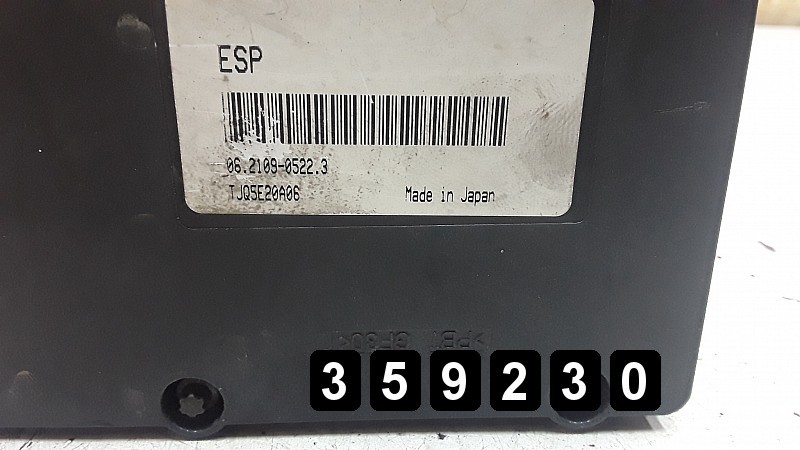 ESP
06.2109-0522.3
TJQ5E20A06 Made in Japan
359230